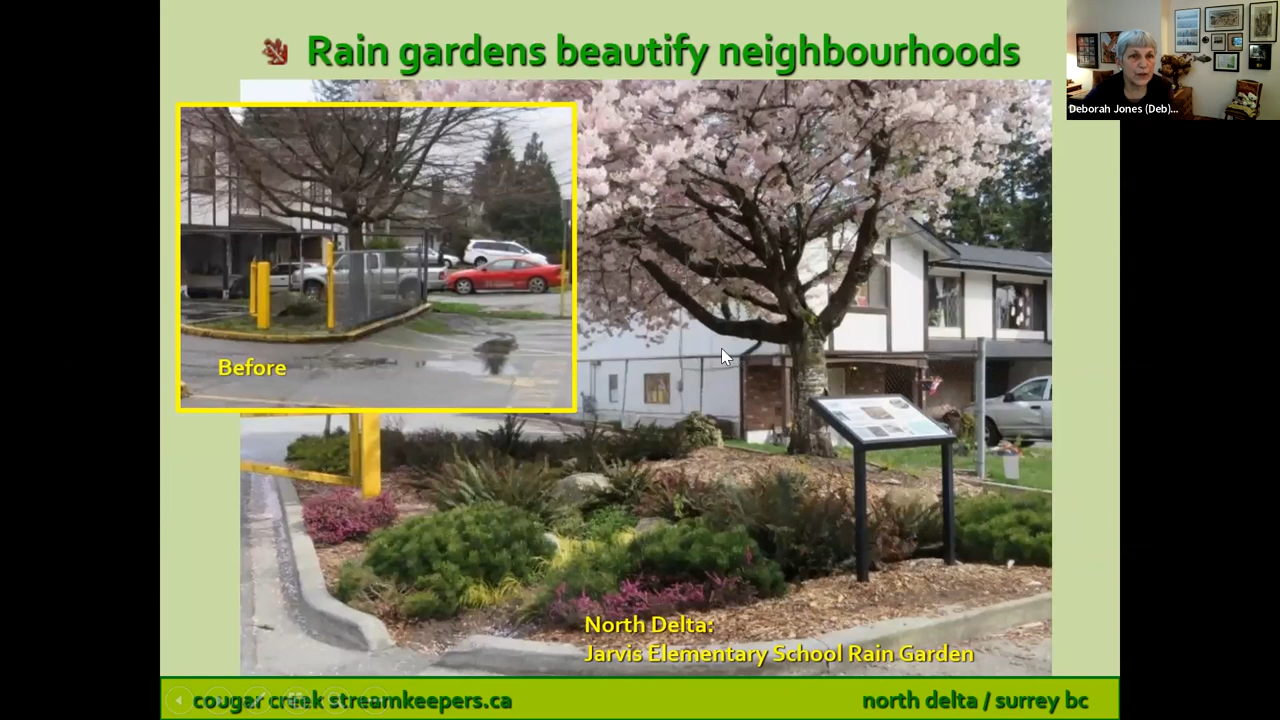 Rain gardens beautify neighbourhoods
Deborah Jones (Deb)...
Before
North Delta:
Jarvis Elementary School Rain Garden
cougar creek streamkeepers.ca
north delta / surrey bc